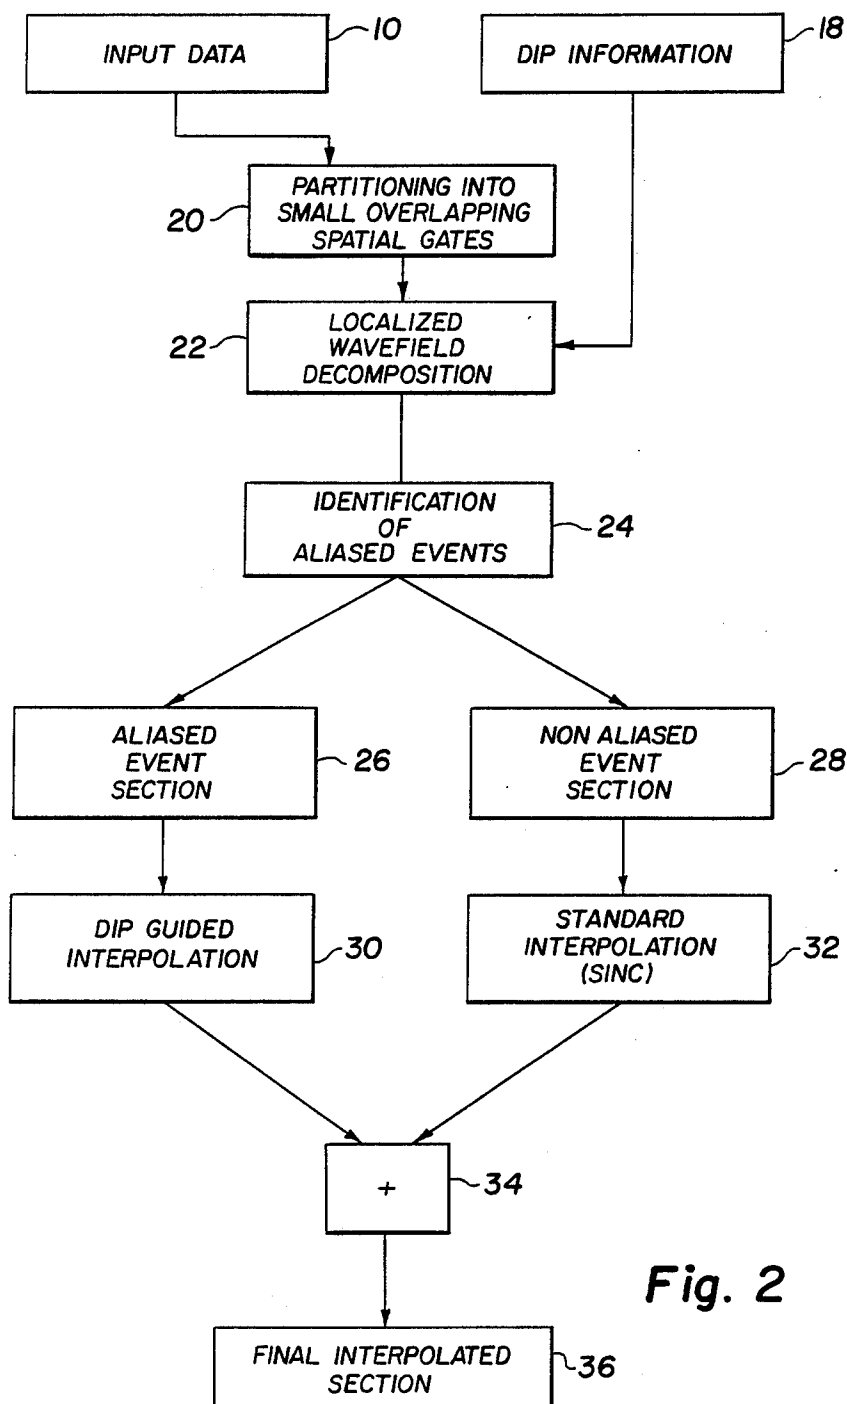 INPUT DATA
10
DIP INFORMATION
18
PARTITIONING INTO
SMALL OVERLAPPING
SPATIAL GATES
20
LOCALIZED
WAVEFIELD
DECOMPOSITION
22
IDENTIFICATION
OF
ALIASED EVENTS
24
ALIASED
EVENT
SECTION
26
NON ALIASED
EVENT
SECTION
28
DIP GUIDED
INTERPOLATION
30
STANDARD
INTERPOLATION
(SINC)
32
+
34
Fig. 2
FINAL INTERPOLATED
SECTION
36